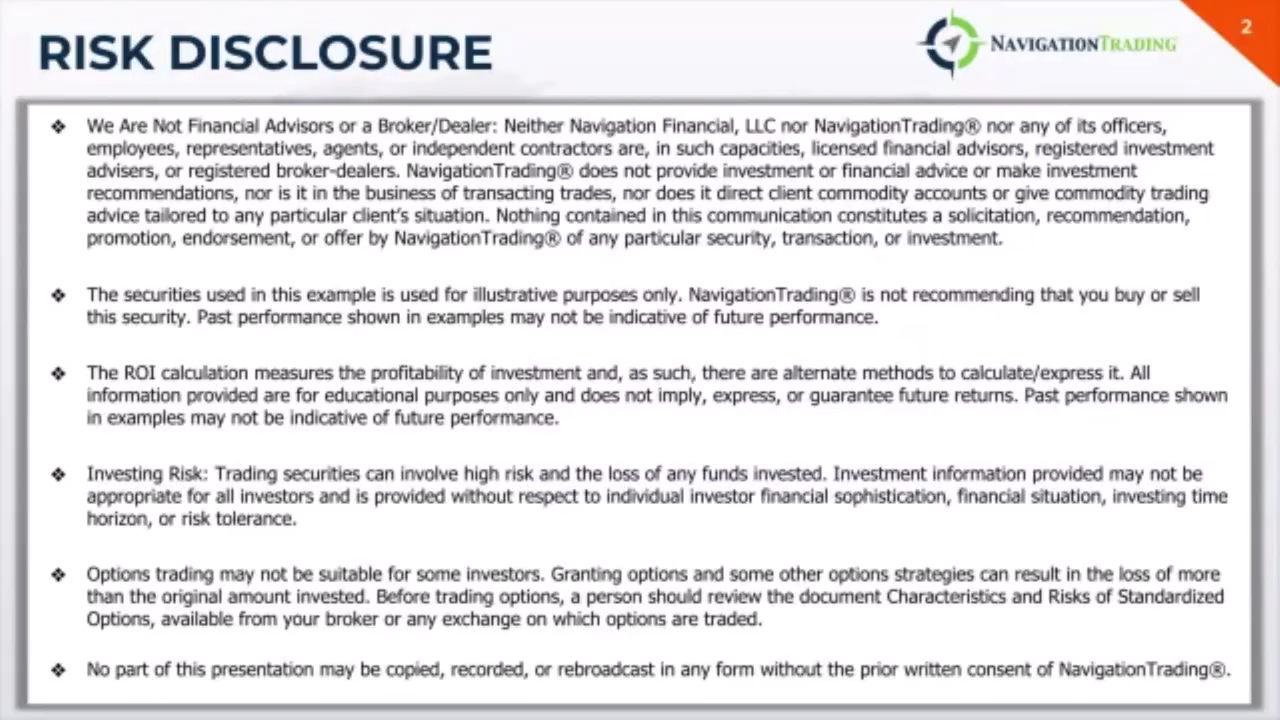 RISK DISCLOSURE
NAVIGATIONTRADING
2
❖ We Are Not Financial Advisors or a Broker/Dealer: Neither Navigation Financial, LLC nor NavigationTrading® nor any of its officers,
employees, representatives, agents, or independent contractors are, in such capacities, licensed financial advisors, registered investment
advisers, or registered broker-dealers. NavigationTrading® does not provide investment or financial advice or make investment
recommendations, nor is it in the business of transacting trades, nor does it direct client commodity accounts or give commodity trading
advice tailored to any particular client's situation. Nothing contained in this communication constitutes a solicitation, recommendation,
promotion, endorsement, or offer by NavigationTrading® of any particular security, transaction, or investment.
❖ The securities used in this example is used for illustrative purposes only. NavigationTrading® is not recommending that you buy or sell
this security. Past performance shown in examples may not be indicative of future performance.
❖ The ROI calculation measures the profitability of investment and, as such, there are alternate methods to calculate/express it. All
information provided are for educational purposes only and does not imply, express, or guarantee future returns. Past performance shown
in examples may not be indicative of future performance.
❖ Investing Risk: Trading securities can involve high risk and the loss of any funds invested. Investment information provided may not be
appropriate for all investors and is provided without respect to individual investor financial sophistication, financial situation, investing time
horizon, or risk tolerance.
❖ Options trading may not be suitable for some investors. Granting options and some other options strategies can result in the loss of more
than the original amount invested. Before trading options, a person should review the document Characteristics and Risks of Standardized
Options, available from your broker or any exchange on which options are traded.
❖ No part of this presentation may be copied, recorded, or rebroadcast in any form without the prior written consent of NavigationTrading®.